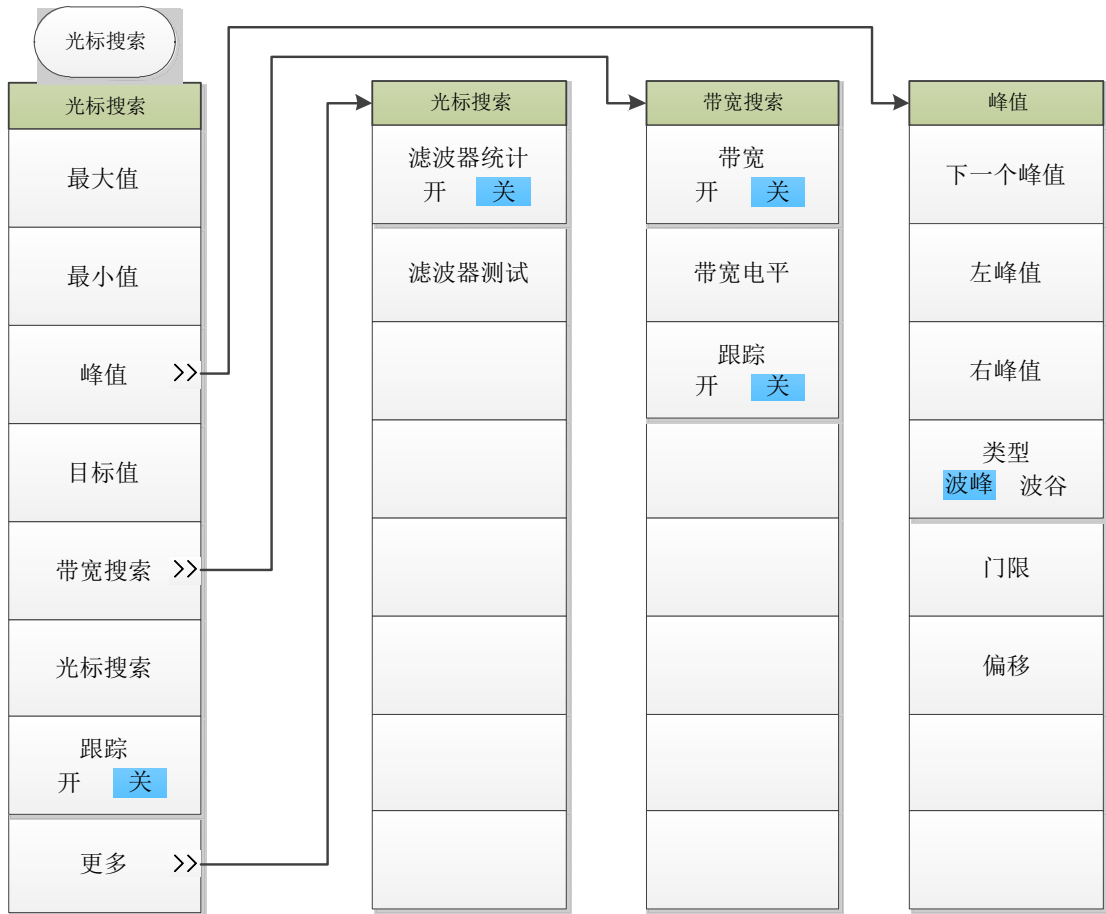 光标搜索
光标搜索
最大值
最小值
峰值 >>
目标值
带宽搜索 >>
光标搜索
跟踪
开 关
更多 >>
光标搜索
滤波器统计
开 关
滤波器测试
带宽搜索
带宽
开 关
带宽电平
跟踪
开 关
峰值
下一个峰值
左峰值
右峰值
类型
波峰 波谷
门限
偏移